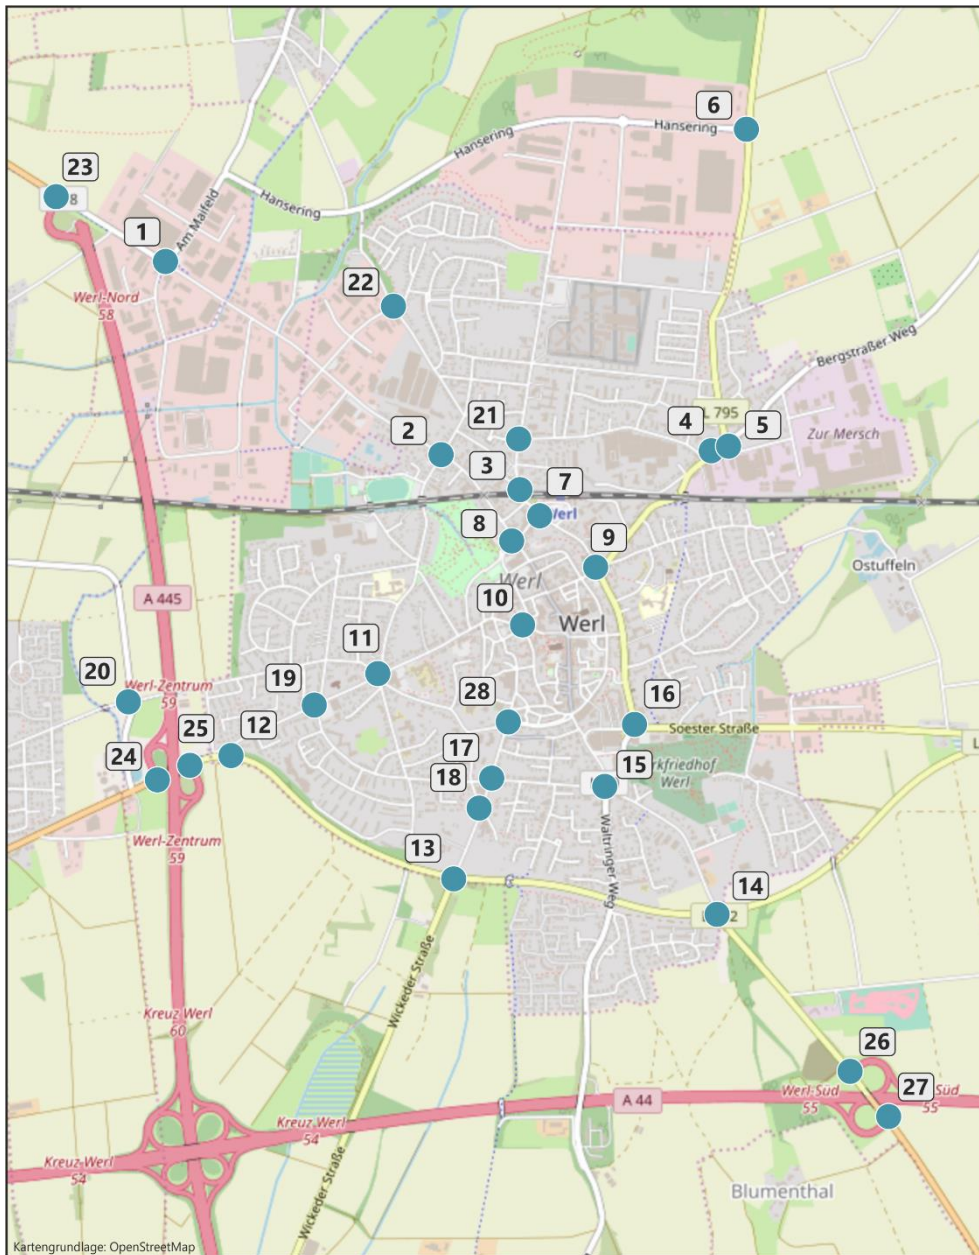 6
Hansering
Hansering
23
8
Am Maifeld
Hansering
1
Werl-Nord
58
22
Bergstraßer Weg
L 795
21
4
5
2
Zur Mersch
3
7
Werl
8
9
Werl
Ostuffeln
A 445
10
Werl
11
20
Werl-Zentrum
59
19
28
16
25
12
Soester Straße
L
24
17
15
18
Werl
Werl-Zentrum
59
13
Waltringer Weg
14
2
Wickeder Straße
Kreuz Werl
60
26
Werl-Süd
55
27
Süd
55
A 44
Kreuz Werl
54
Kreuz Werl
54
Wickeder Straße
Blumenthal
Kartengrundlage: OpenStreetMap